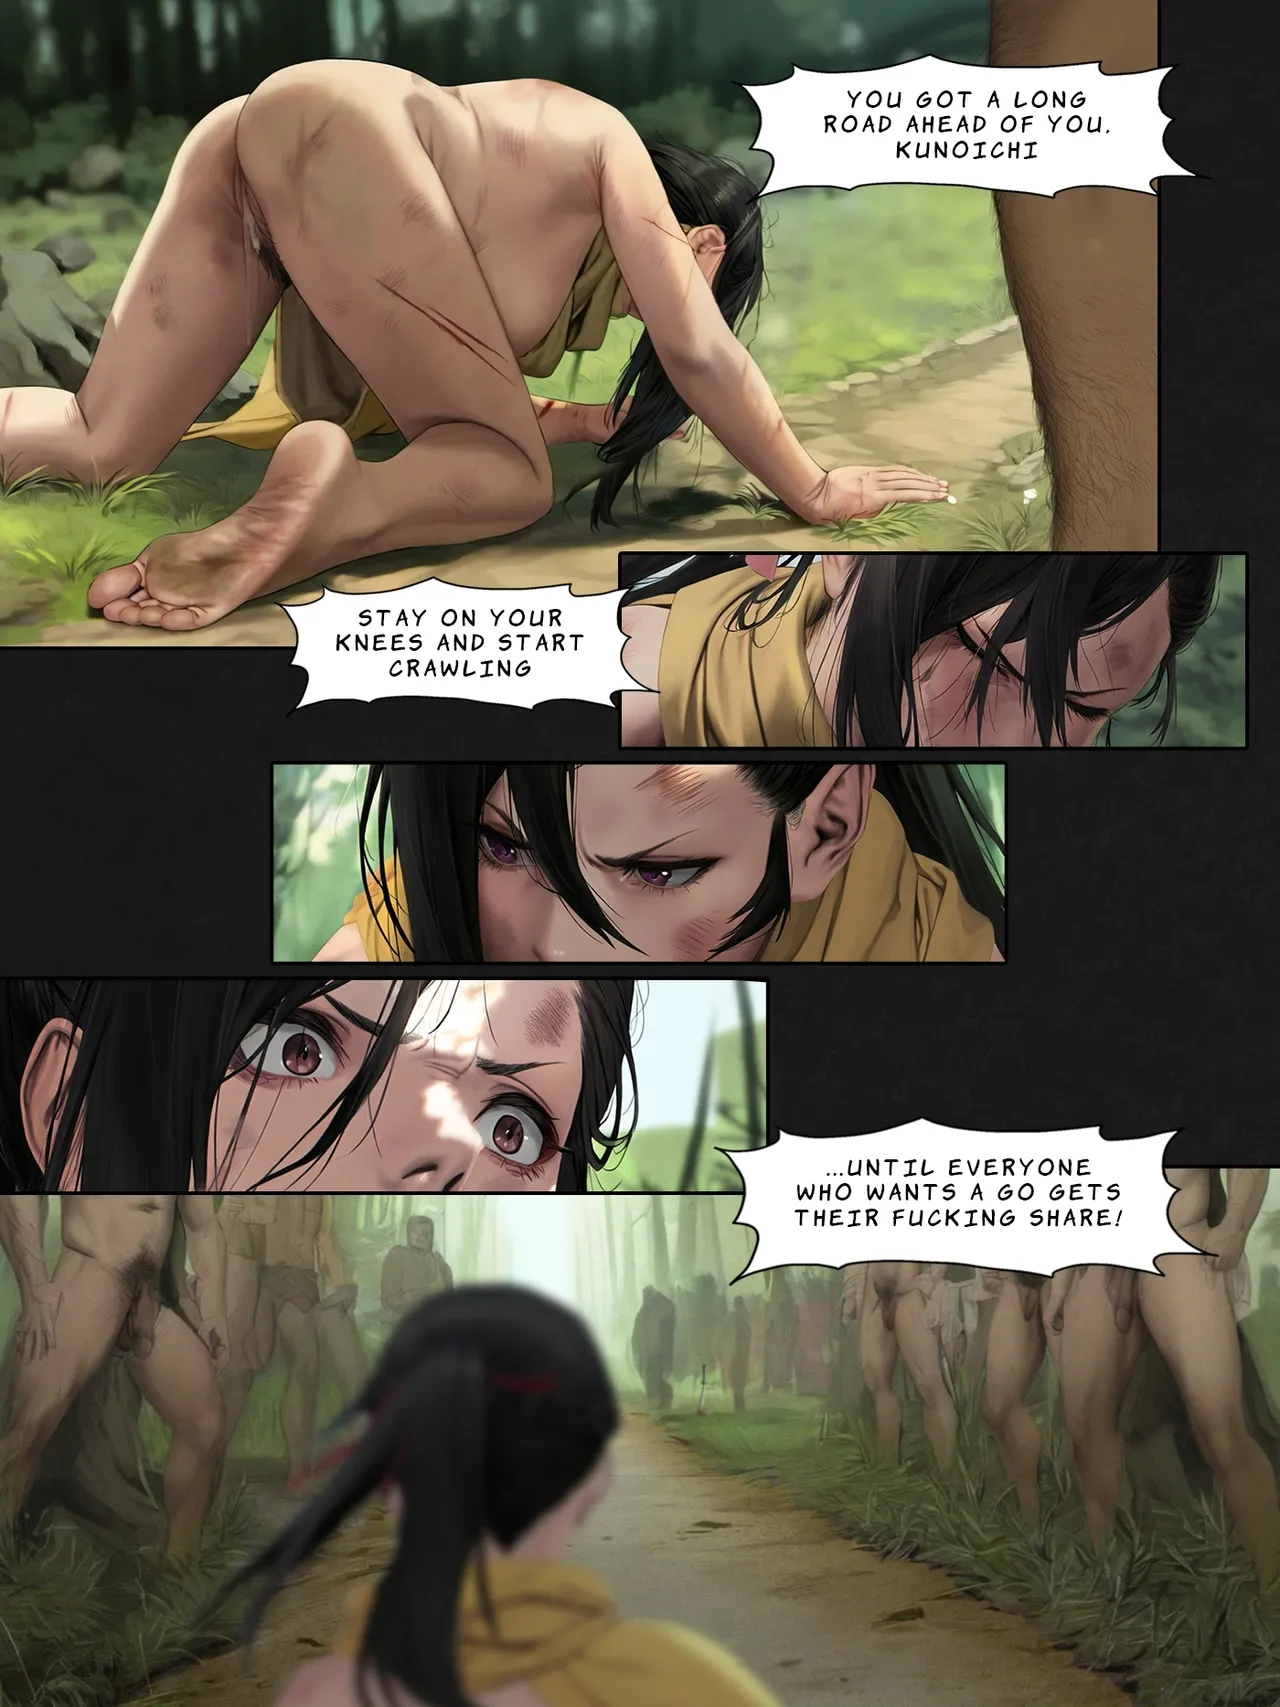 YOU GOT A LONG
ROAD AHEAD OF YOU.
KUNOICHI
STAY ON YOUR
KNEES AND START
CRAWLING
...UNTIL EVERYONE
WHO WANTS A GO GETS
THEIR FUCKING SHARE!